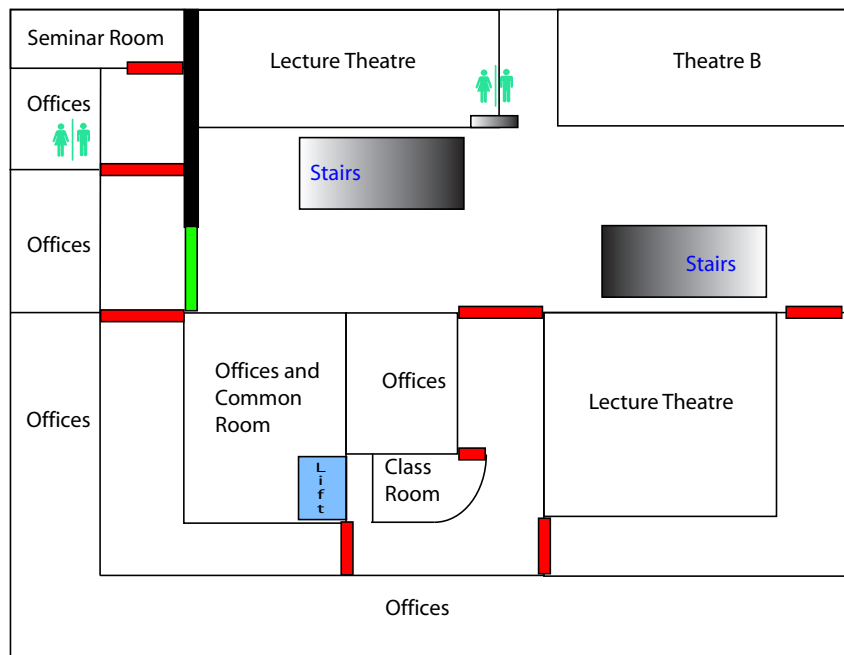 Seminar Room
Lecture Theatre
Theatre B
Offices
Stairs
Offices
Stairs
Offices and
Common
Room
Offices
Offices
Lecture Theatre
Class
Room
Lift
Offices